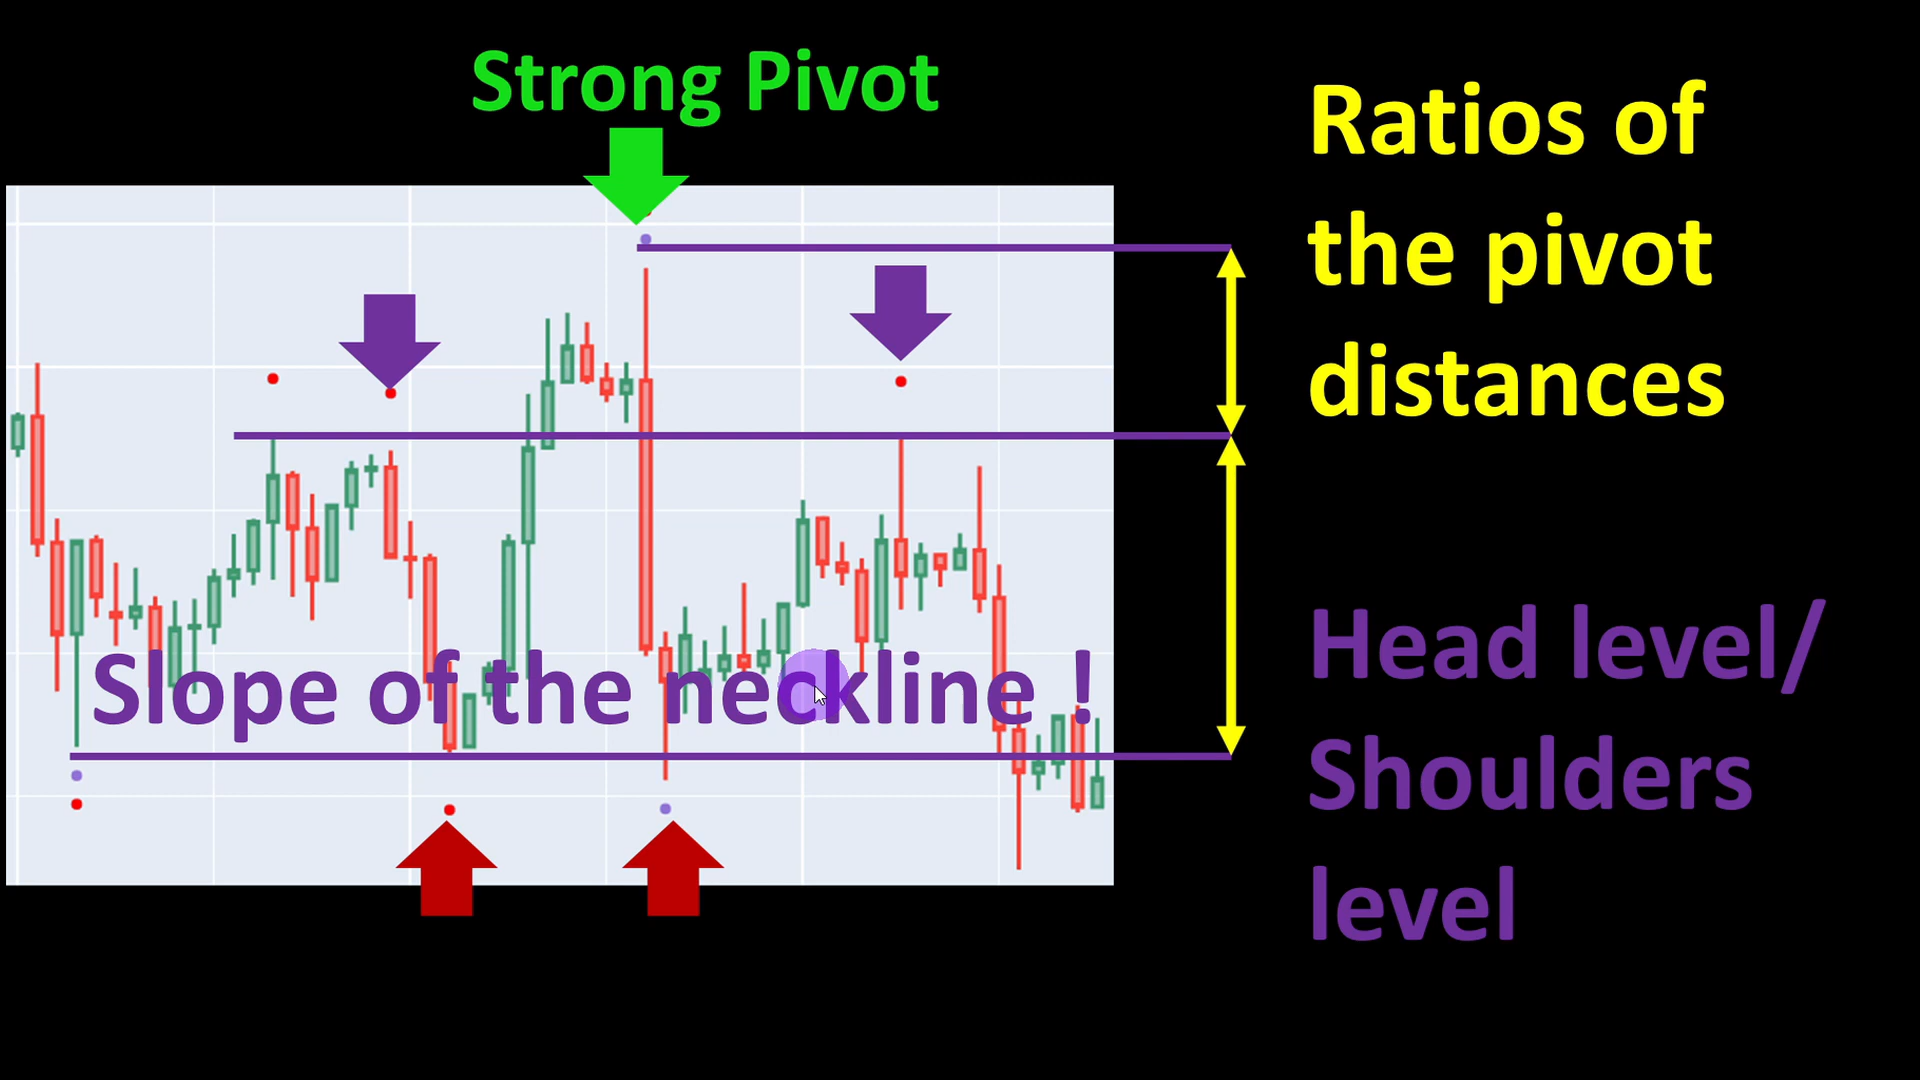 Strong Pivot
Ratios of
the pivot
distances
Slope of the neckline !
Head level/
Shoulders
level